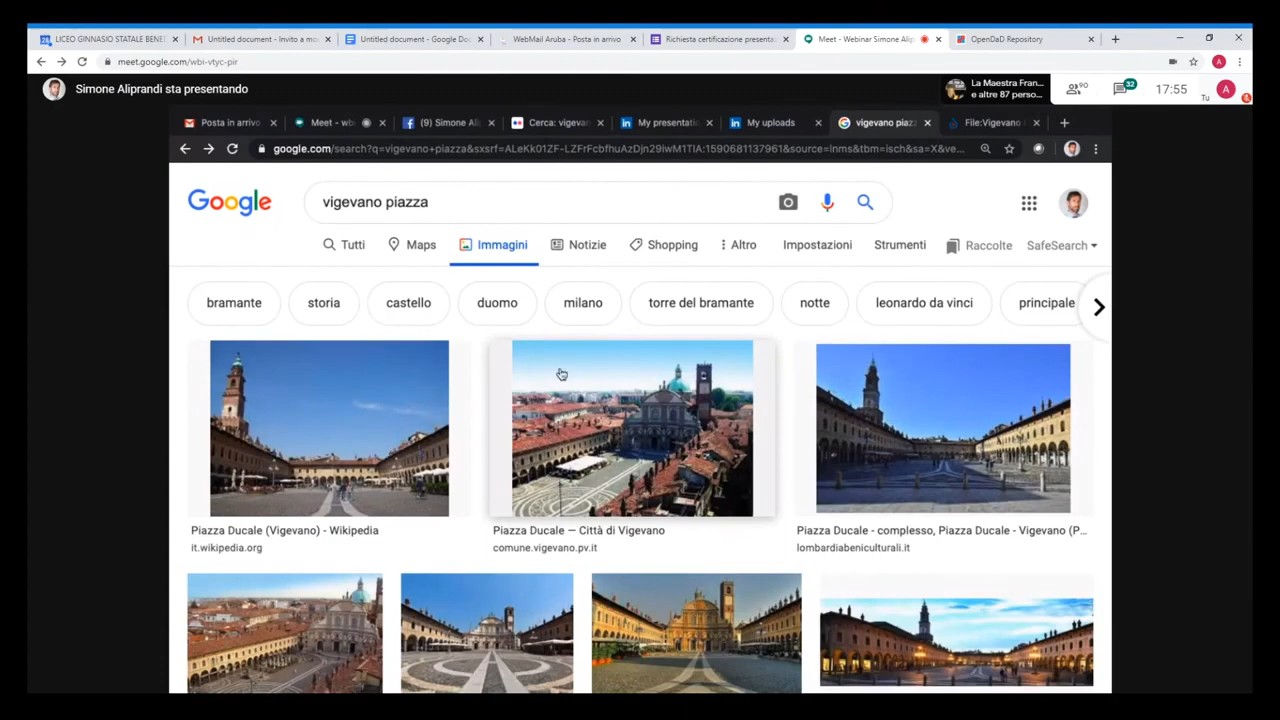 LICEO GINNASIO STATALE BENE
Untitled document - Invito a mo
Untitled document - Google Doc
WebMail Aruba - Posta in arrivo
Richiesta certificazione presenta
Meet - Webinar Simone Alip
OpenDaD Repository
meet.google.com/wbi-vtyc-pir
Simone Aliprandi sta presentando
La Maestra Fran...
e altre 87 perso...
90
32
17:55
Tu
A
Posta in arrivo
Meet - wb
(9) Simone Al
Cerca: vigevan
My presentati
My uploads
vigevano piaz
File:Vigevano
google.com/search?q=vigevano+piazza&sxsrf=ALeKk01ZF-LZFrFcbfhuAzDjn29iwM1TIA:1590681137961&source=lnms&tbm=isch&sa=X&ve...
Google
vigevano piazza
Tutti Maps Immagini Notizie Shopping Altro Impostazioni Strumenti Raccolte SafeSearch
bramante storia castello duomo milano torre del bramante notte leonardo da vinci principale
Piazza Ducale (Vigevano) - Wikipedia
it.wikipedia.org
Piazza Ducale — Città di Vigevano
comune.vigevano.pv.it
Piazza Ducale - complesso, Piazza Ducale - Vigevano (P...
lombardiabeniculturali.it